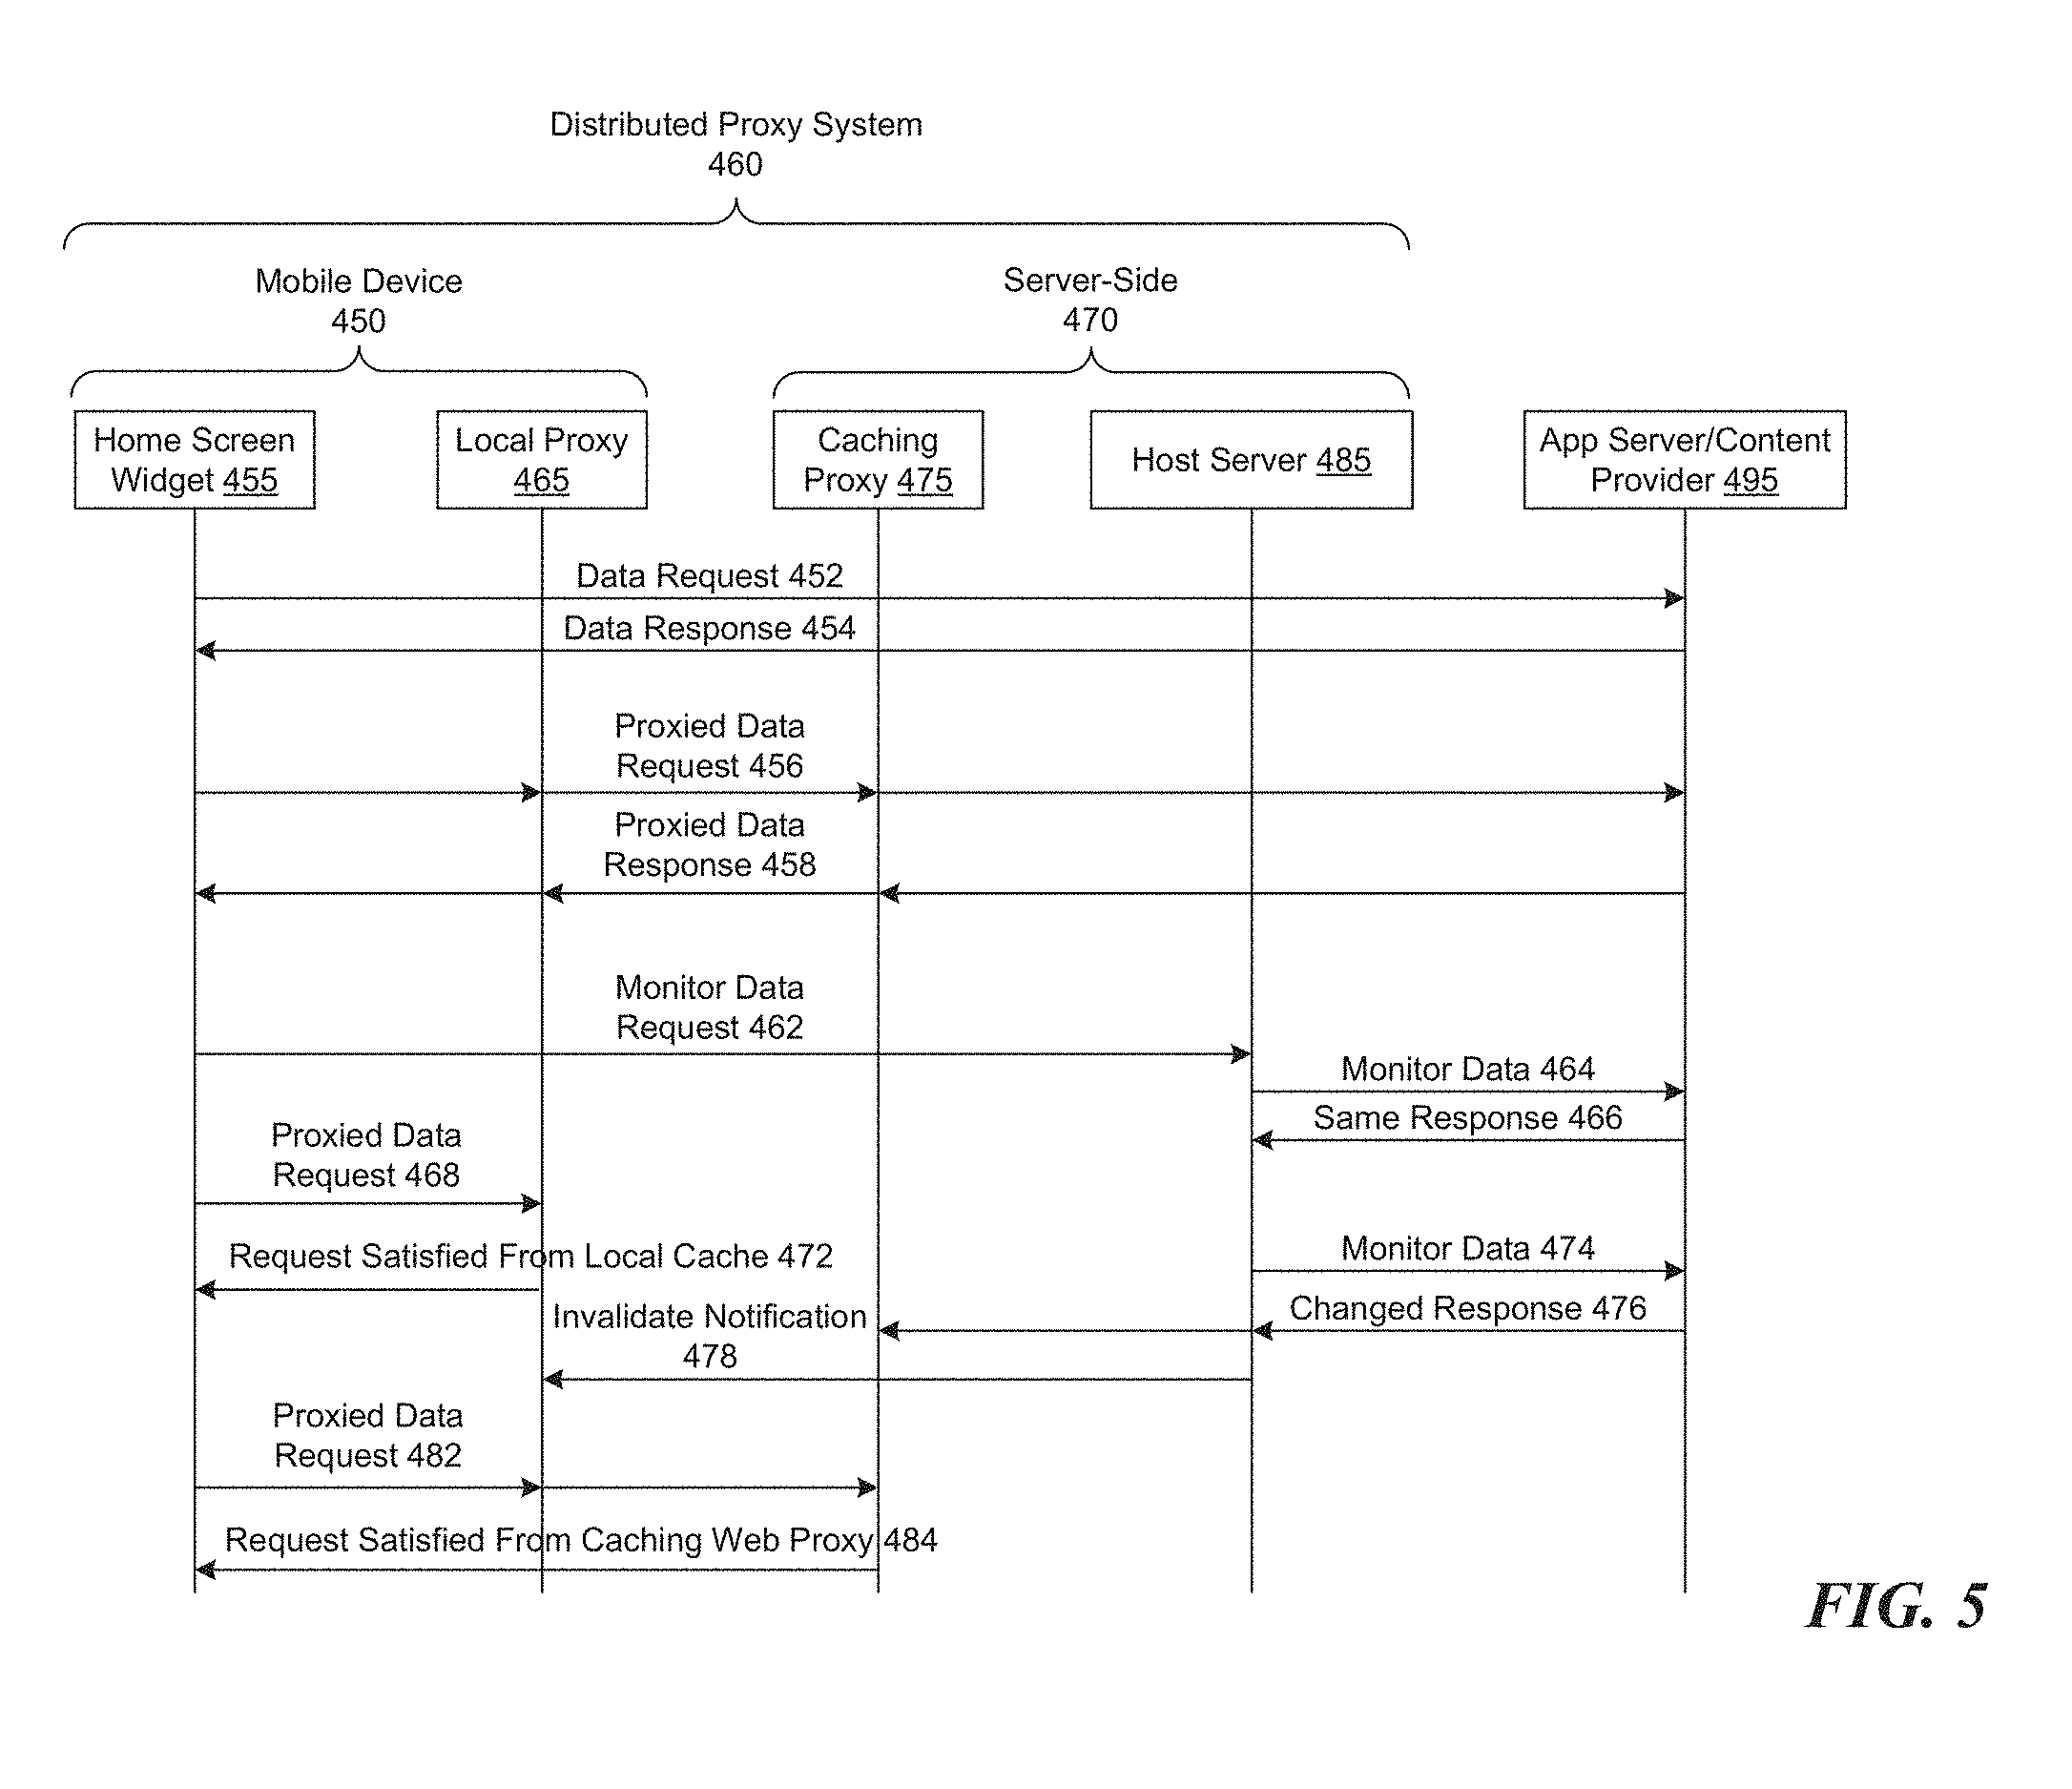 Distributed Proxy System
460
Mobile Device
450
Server-Side
470
Home Screen
Widget 455
Local Proxy
465
Caching
Proxy 475
Host Server 485
App Server/Content
Provider 495
Data Request 452
Data Response 454
Proxied Data
Request 456
Proxied Data
Response 458
Monitor Data
Request 462
Monitor Data 464
Same Response 466
Proxied Data
Request 468
Request Satisfied From Local Cache 472
Monitor Data 474
Changed Response 476
Invalidate Notification
478
Proxied Data
Request 482
Request Satisfied From Caching Web Proxy 484
FIG. 5